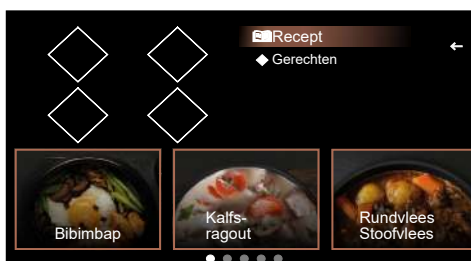 Recept
Gerechten
Bibimbap
Kalfs-
ragout
Rundvlees
Stoofvlees